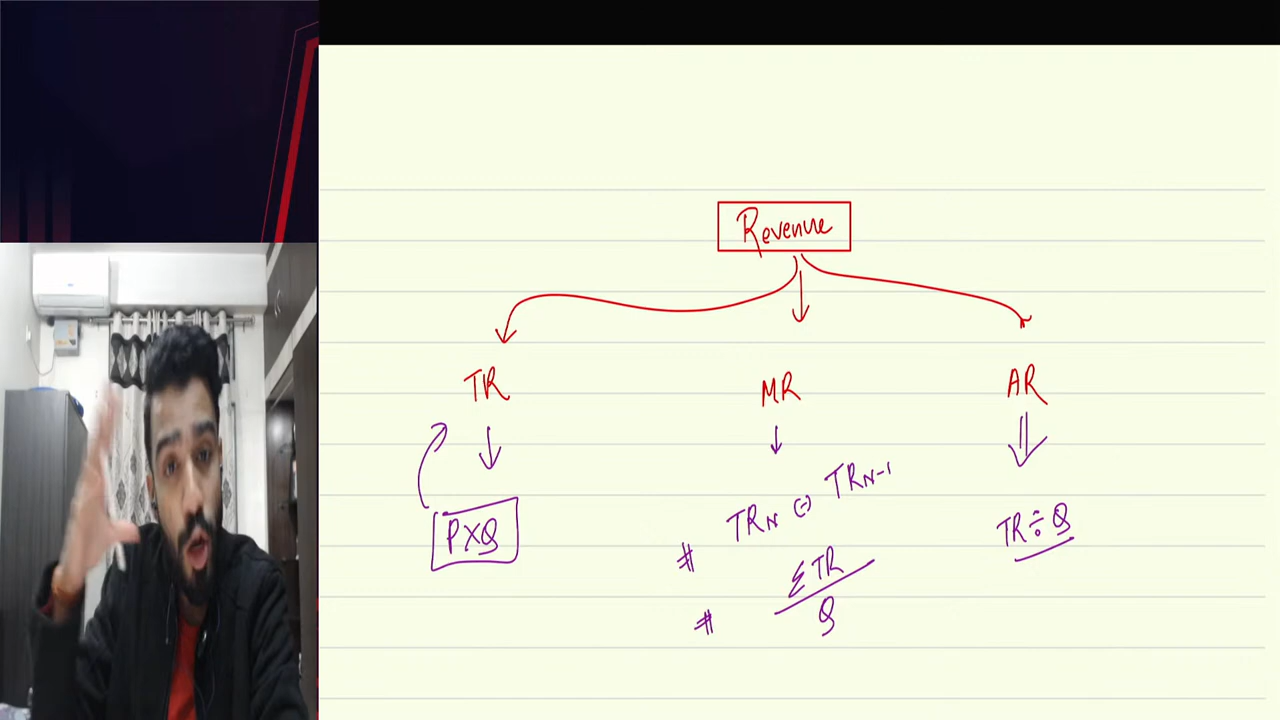 Revenue
TR MR AR
P X Q
# TRN (-) TRN-1
TR ÷ Q
# ΣTR
Q